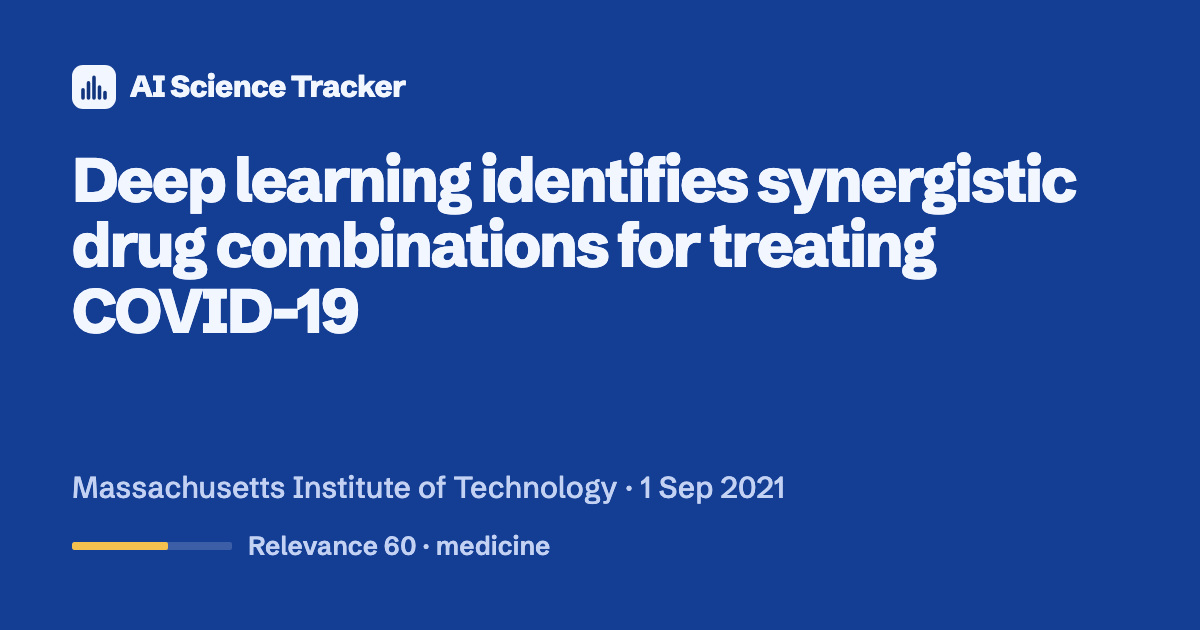 AI Science Tracker
Deep learning identifies synergistic
drug combinations for treating
COVID-19
Massachusetts Institute of Technology · 1 Sep 2021
Relevance 60 · medicine